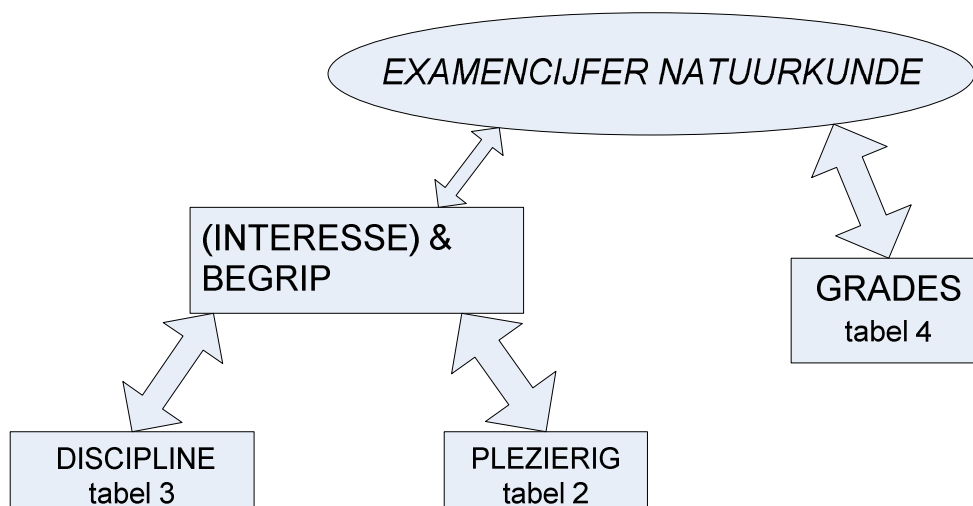 EXAMENCIJFER NATUURKUNDE
(INTERESSE) &
BEGRIP
GRADES
tabel 4
DISCIPLINE
tabel 3
PLEZIERIG
tabel 2